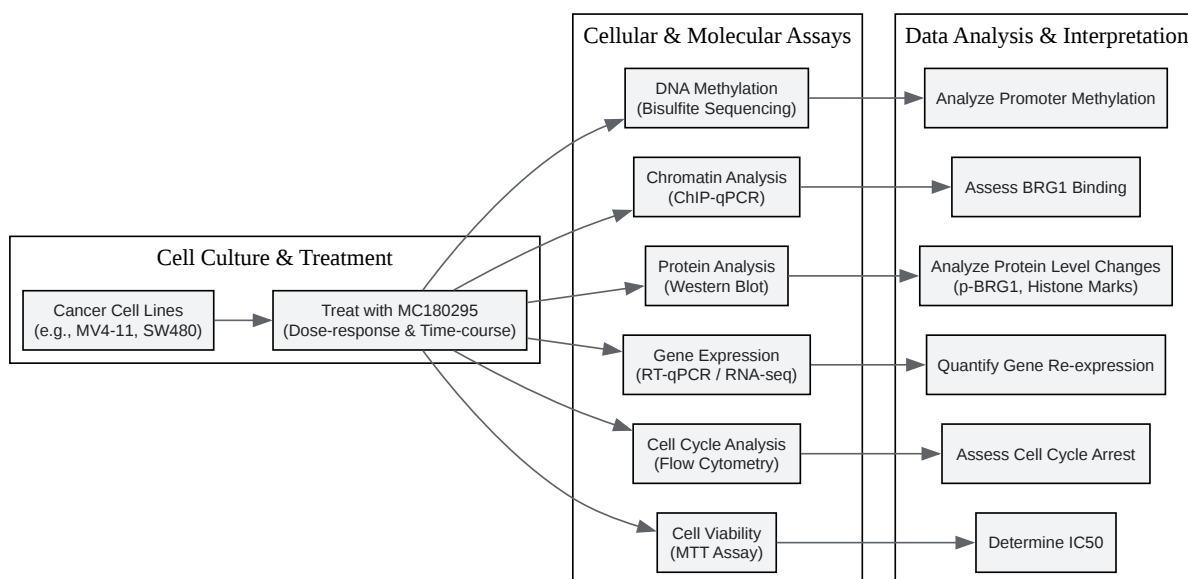 Cellular & Molecular Assays
Data Analysis & Interpretation
DNA Methylation
(Bisulfite Sequencing)
Analyze Promoter Methylation
Chromatin Analysis
(ChIP-qPCR)
Assess BRG1 Binding
Cell Culture & Treatment
Protein Analysis
(Western Blot)
Analyze Protein Level Changes
(p-BRG1, Histone Marks)
Cancer Cell Lines
(e.g., MV4-11, SW480)
Treat with MC180295
(Dose-response & Time-course)
Gene Expression
(RT-qPCR / RNA-seq)
Quantify Gene Re-expression
Cell Cycle Analysis
(Flow Cytometry)
Assess Cell Cycle Arrest
Cell Viability
(MTT Assay)
Determine IC50